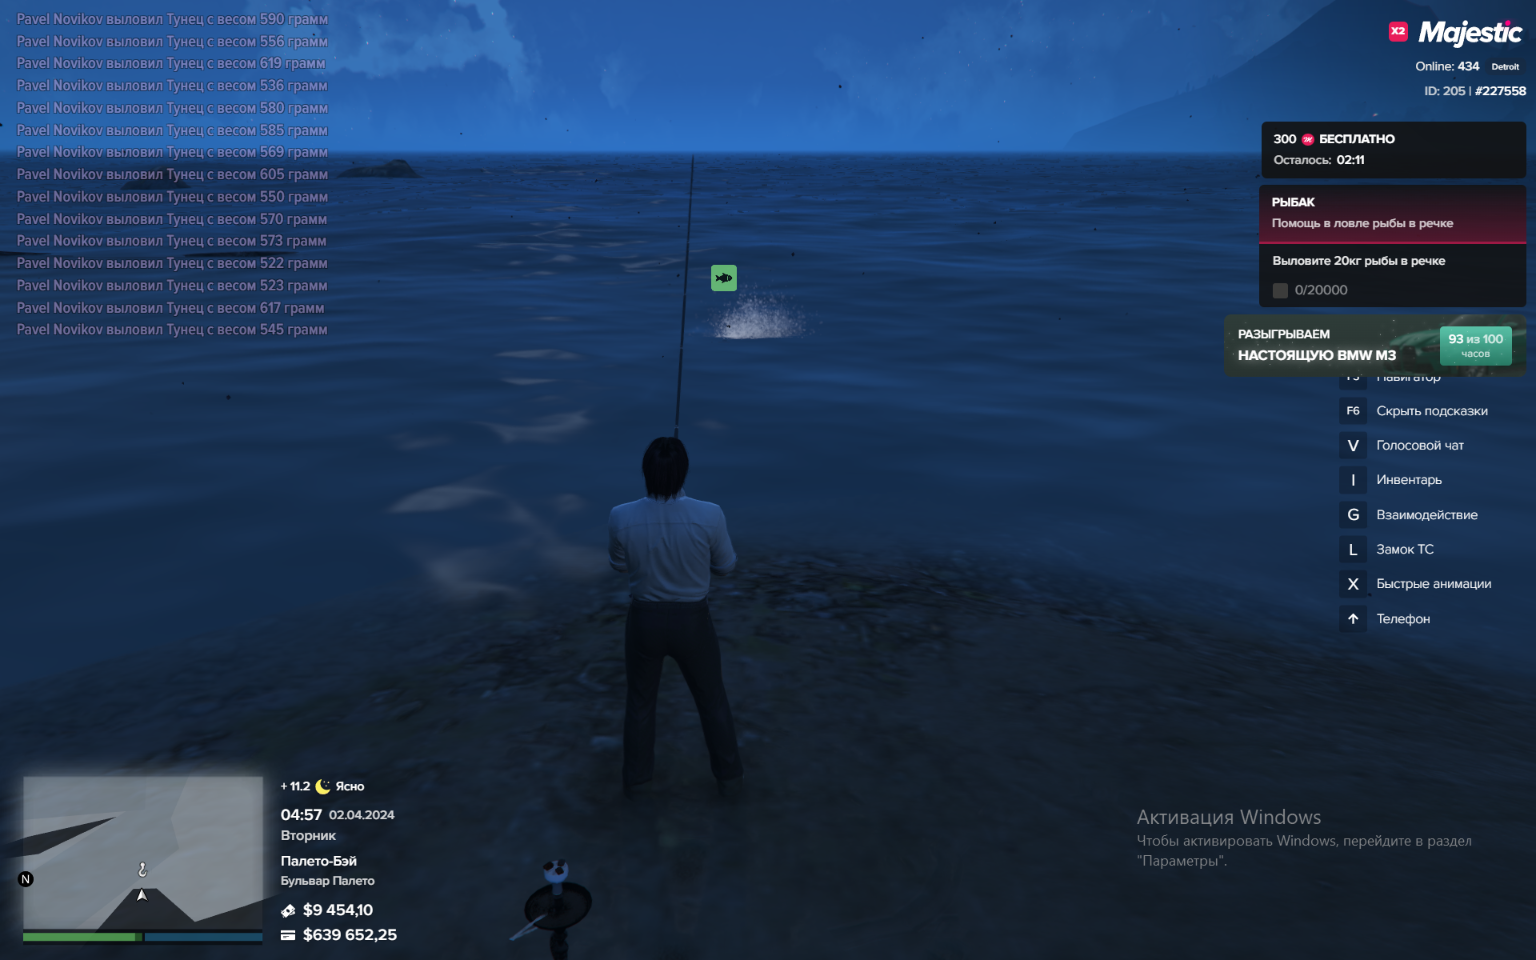 Pavel Novikov выловил Тунец с весом 590 грамм
Pavel Novikov выловил Тунец с весом 556 грамм
Pavel Novikov выловил Тунец с весом 619 грамм
Pavel Novikov выловил Тунец с весом 536 грамм
Pavel Novikov выловил Тунец с весом 580 грамм
Pavel Novikov выловил Тунец с весом 585 грамм
Pavel Novikov выловил Тунец с весом 569 грамм
Pavel Novikov выловил Тунец с весом 605 грамм
Pavel Novikov выловил Тунец с весом 550 грамм
Pavel Novikov выловил Тунец с весом 570 грамм
Pavel Novikov выловил Тунец с весом 573 грамм
Pavel Novikov выловил Тунец с весом 522 грамм
Pavel Novikov выловил Тунец с весом 523 грамм
Pavel Novikov выловил Тунец с весом 617 грамм
Pavel Novikov выловил Тунец с весом 545 грамм
X2 Majestic
Online: 434 Detroit
ID: 205 | #227558
300 БЕСПЛАТНО
Осталось: 02:11
РЫБАК
Помощь в ловле рыбы в речке
Выловите 20кг рыбы в речке
0/20000
РАЗЫГРЫВАЕМ
НАСТОЯЩУЮ BMW M3
93 из 100
часов
Навигатор
F6 Скрыть подсказки
V Голосовой чат
I Инвентарь
G Взаимодействие
L Замок ТС
X Быстрые анимации
Телефон
N
+ 11.2 Ясно
04:57 02.04.2024
Вторник
Палето-Бэй
Бульвар Палето
$9 454,10
$639 652,25
Активация Windows
Чтобы активировать Windows, перейдите в раздел
"Параметры".